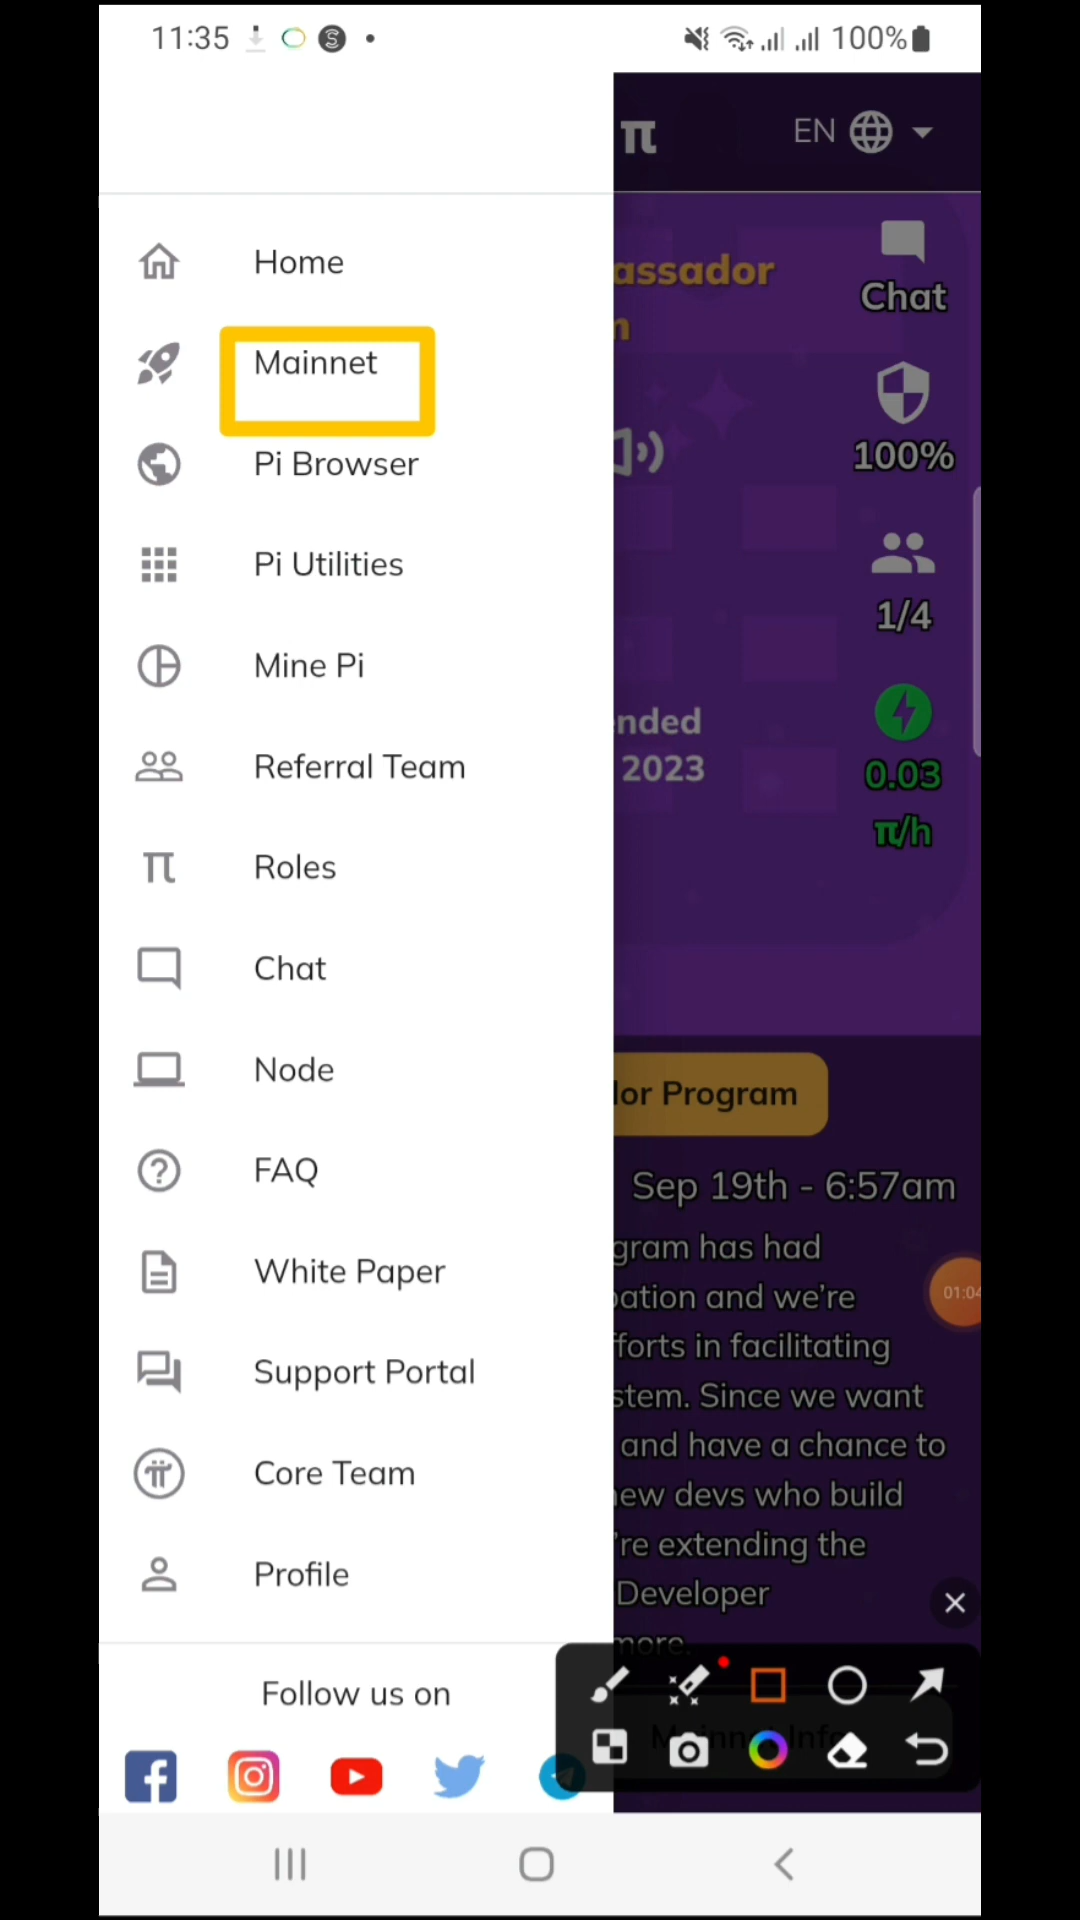 11:35
100%
π
EN
Home
Mainnet
Pi Browser
Pi Utilities
Mine Pi
Referral Team
π
Roles
Chat
Node
FAQ
White Paper
Support Portal
Core Team
Profile
Follow us on
assador
n
Chat
100%
1/4
0.03
π/h
nded
2023
Program
Sep 19th - 6:57am
gram has had
ation and we're
forts in facilitating
stem. Since we want
and have a chance to
new devs who build
're extending the
Developer
more.
01:04